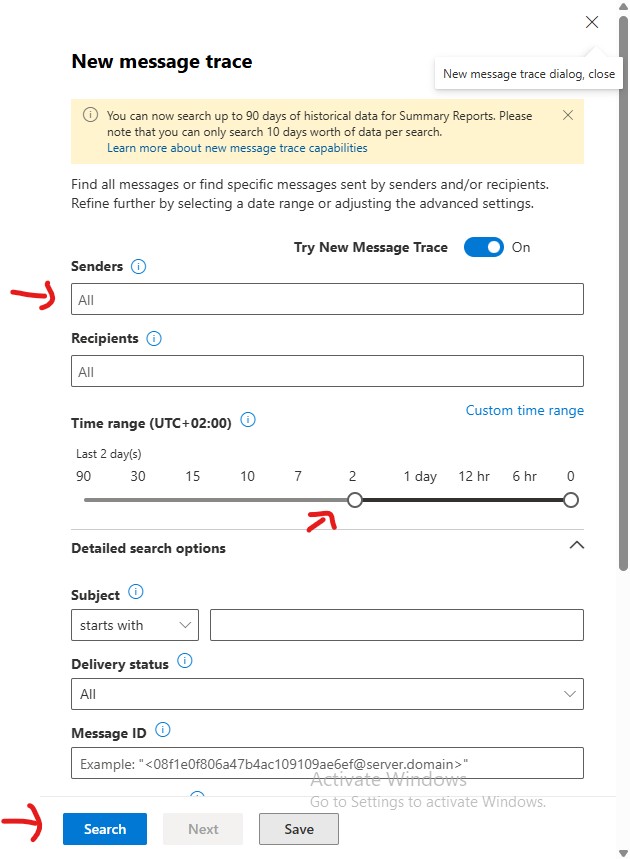 New message trace
New message trace dialog, close
You can now search up to 90 days of historical data for Summary Reports. Please
note that you can only search 10 days worth of data per search.
Learn more about new message trace capabilities
Find all messages or find specific messages sent by senders and/or recipients.
Refine further by selecting a date range or adjusting the advanced settings.
Try New Message Trace On
Senders
All
Recipients
All
Custom time range
Time range (UTC+02:00)
Last 2 day(s)
90 30 15 10 7 2 1 day 12 hr 6 hr 0
Detailed search options
Subject
starts with
Delivery status
All
Message ID
Example: "<08f1e0f806a47b4ac109109ae6ef@server.domain>"
Activate Windows
Go to Settings to activate Windows.
Search Next Save